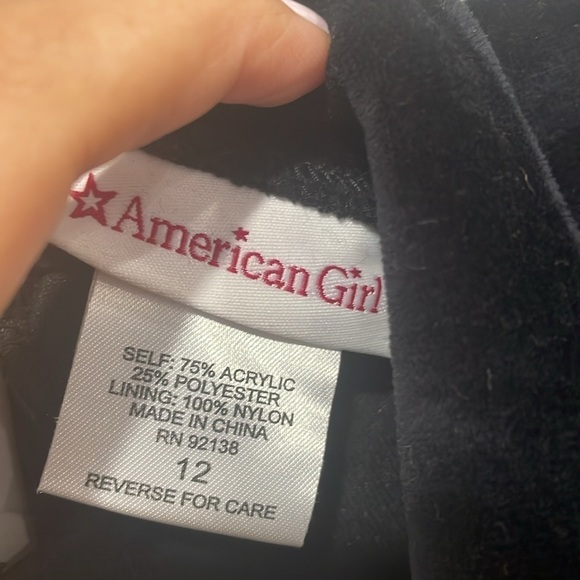 American Girl
SELF: 75% ACRYLIC
25% POLYESTER
LINING: 100% NYLON
MADE IN CHINA
RN 92138
12
REVERSE FOR CARE